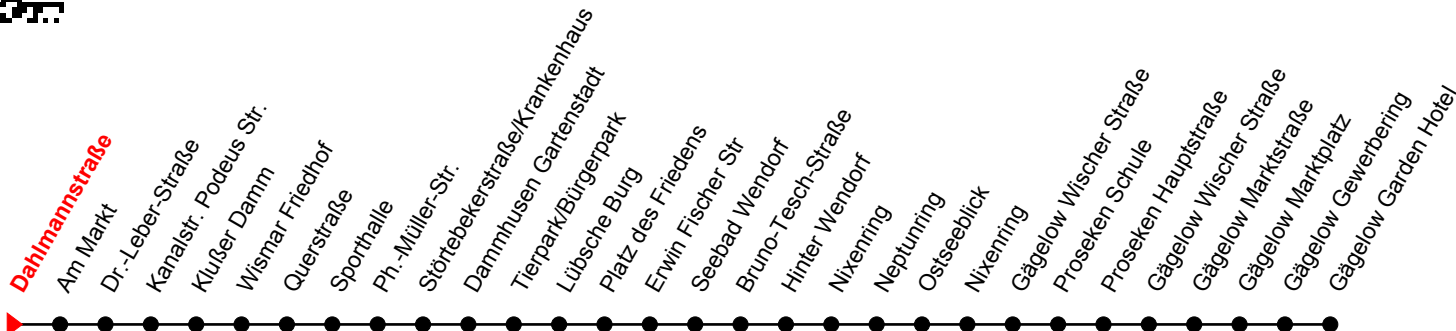 Dahlmannstraße
Am Markt
Dr.-Leber-Straße
Kanalstr. Podeus Str.
Klußer Damm
Wismar Friedhof
Querstraße
Sporthalle
Ph.-Müller-Str.
Störtebekerstraße/Krankenhaus
Dammhusen Gartenstadt
Tierpark/Bürgerpark
Lübsche Burg
Platz des Friedens
Erwin Fischer Str
Seebad Wendorf
Bruno-Tesch-Straße
Hinter Wendorf
Nixenring
Neptunring
Ostseeblick
Nixenring
Gägelow Wischer Straße
Proseken Schule
Proseken Hauptstraße
Gägelow Wischer Straße
Gägelow Marktstraße
Gägelow Marktplatz
Gägelow Gewerbering
Gägelow Garden Hotel